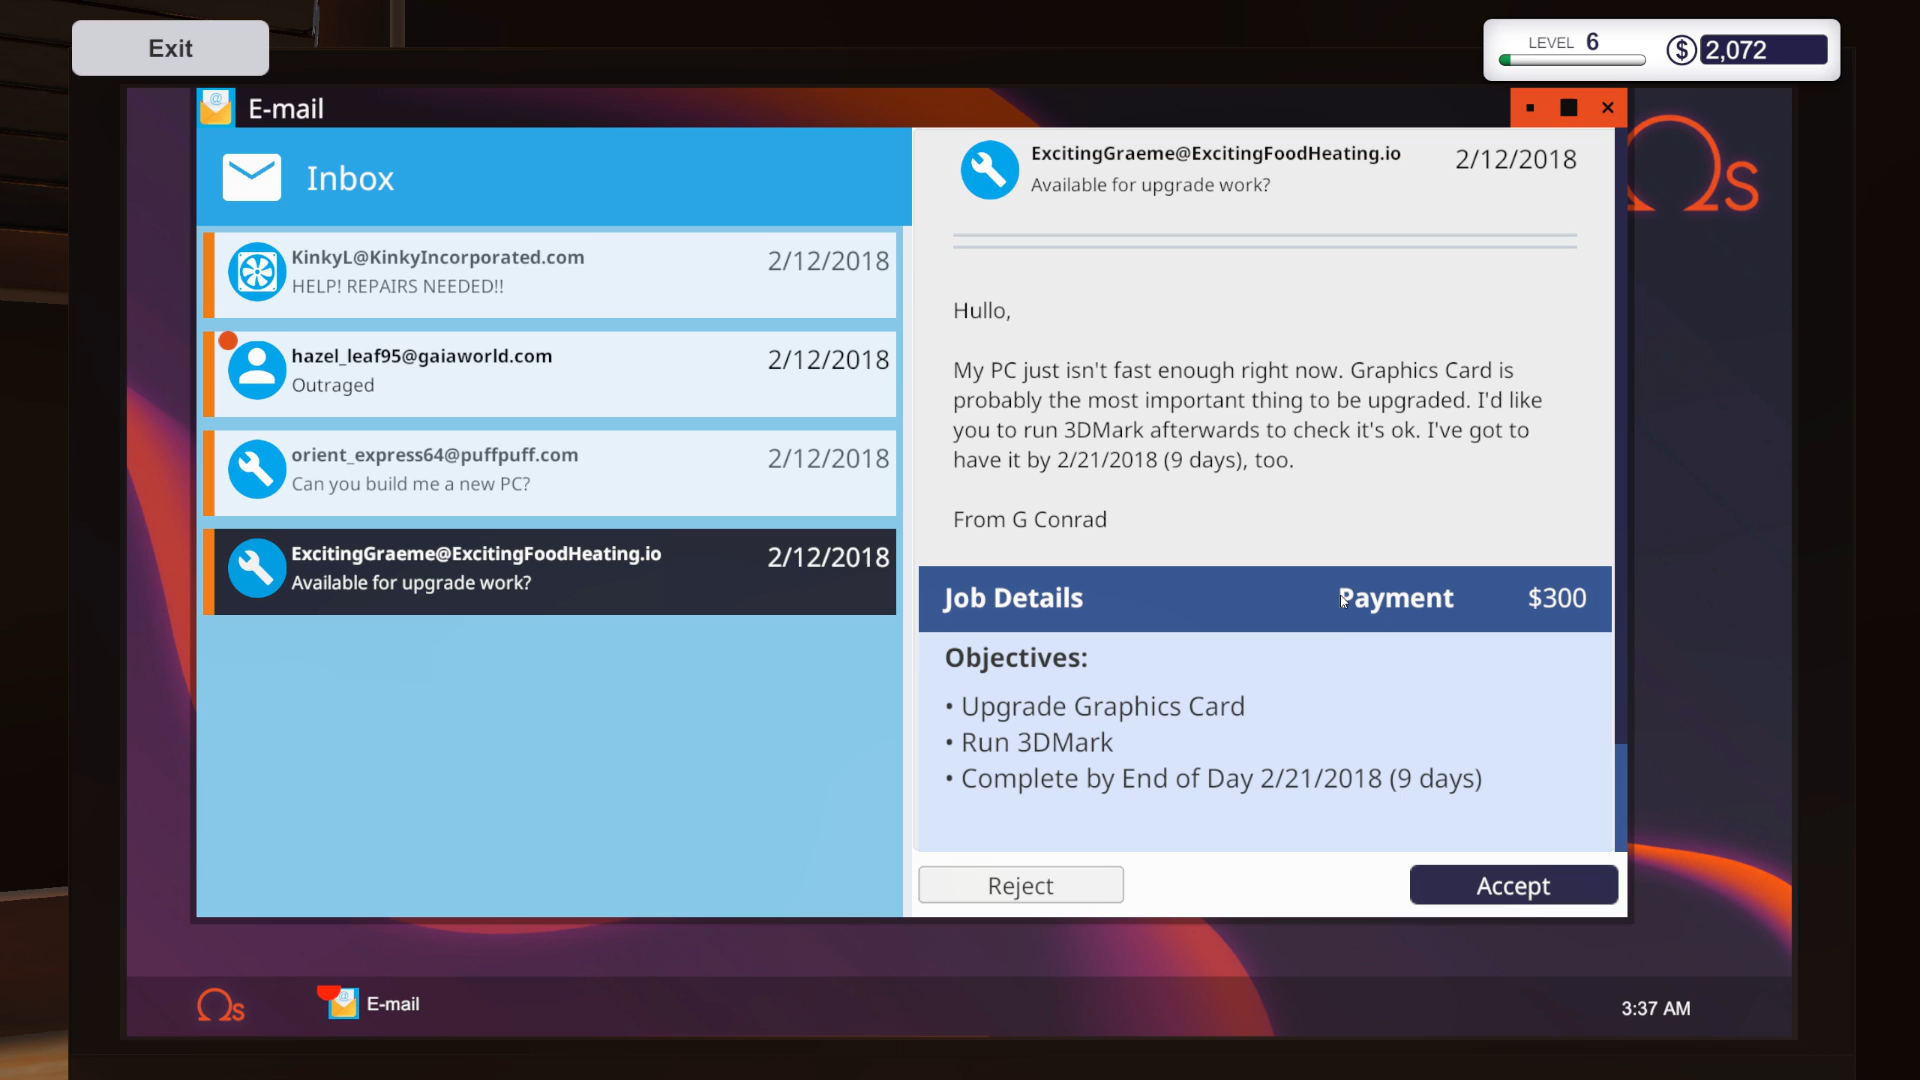 Exit
LEVEL 6
$ 2,072
E-mail
Inbox
KinkyL@KinkyIncorporated.com 2/12/2018
HELP! REPAIRS NEEDED!!
hazel_leaf95@gaiaworld.com 2/12/2018
Outraged
orient_express64@puffpuff.com 2/12/2018
Can you build me a new PC?
ExcitingGraeme@ExcitingFoodHeating.io 2/12/2018
Available for upgrade work?
ExcitingGraeme@ExcitingFoodHeating.io 2/12/2018
Available for upgrade work?
Hullo,
My PC just isn't fast enough right now. Graphics Card is
probably the most important thing to be upgraded. I'd like
you to run 3DMark afterwards to check it's ok. I've got to
have it by 2/21/2018 (9 days), too.
From G Conrad
Job Details Payment $300
Objectives:
• Upgrade Graphics Card
• Run 3DMark
• Complete by End of Day 2/21/2018 (9 days)
Reject Accept
Ωs
Ωs
E-mail
3:37 AM